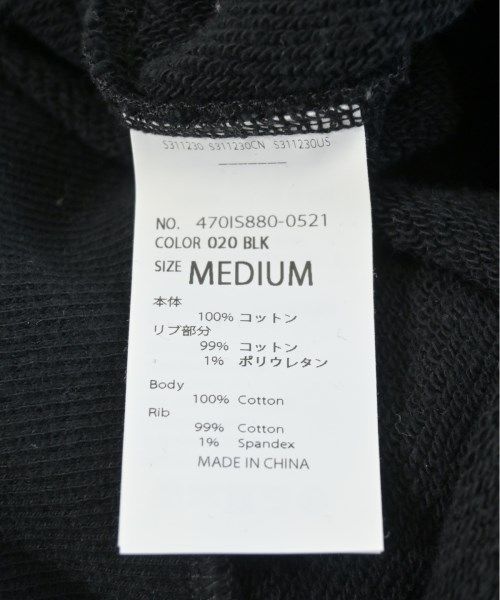 S311230 S311230CN S311230US
NO. 470IS880-0521
COLOR 020 BLK
SIZE MEDIUM
本体
100% コットン
リブ部分
99% コットン
1% ポリウレタン
Body
100% Cotton
Rib
99% Cotton
1% Spandex
MADE IN CHINA